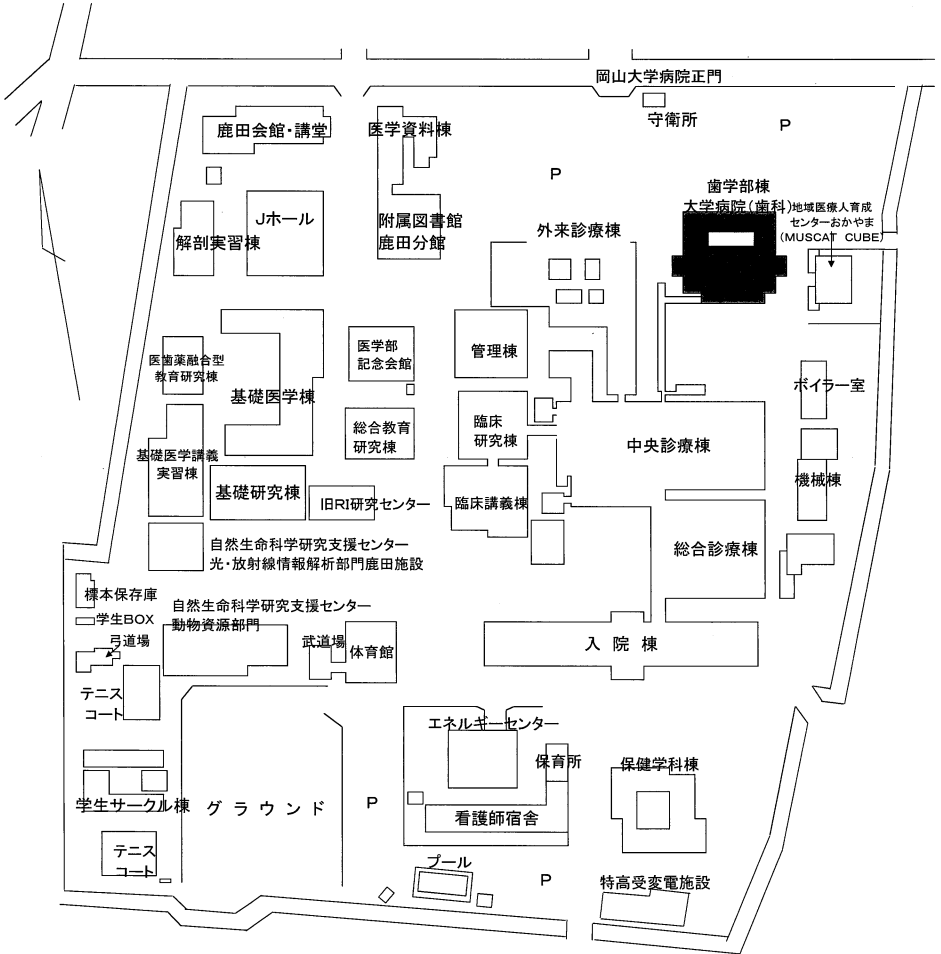 岡山大学病院正門
守衛所
P
P
鹿田会館・講堂
医学資料棟
歯学部棟
大学病院(歯科)
地域医療人育成
センターおかやま
(MUSCAT CUBE)
Jホール
解剖実習棟
附属図書館
鹿田分館
外来診療棟
医歯薬融合型
教育研究棟
基礎医学棟
医学部
記念会館
管理棟
ボイラー室
総合教育
研究棟
臨床
研究棟
中央診療棟
基礎医学講義
実習棟
基礎研究棟
旧RI研究センター
臨床講義棟
機械棟
自然生命科学研究支援センター
光・放射線情報解析部門鹿田施設
総合診療棟
標本保存庫
学生BOX
弓道場
自然生命科学研究支援センター
動物資源部門
武道場
体育館
入院棟
テニス
コート
エネルギーセンター
保育所
保健学科棟
学生サークル棟
グラウンド
P
看護師宿舎
テニス
コート
プール
P
特高受変電施設